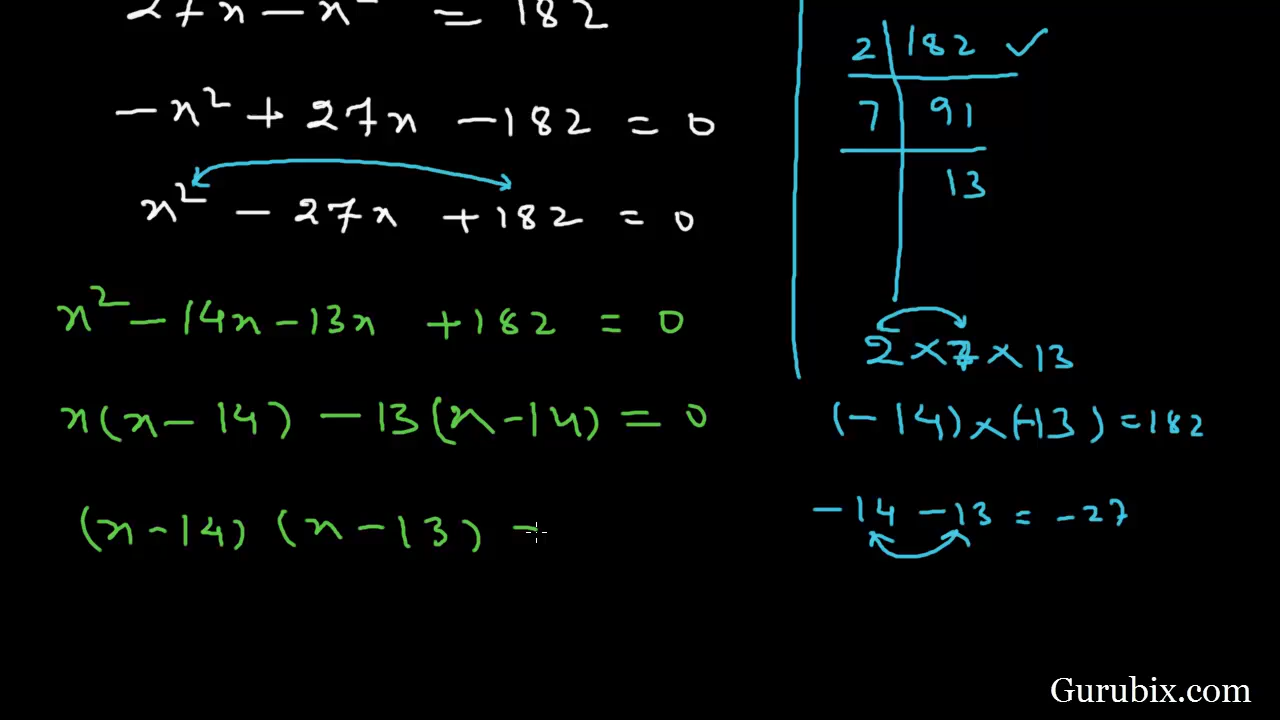 27x - x² = 182
-x² + 27x - 182 = 0
x² - 27x + 182 = 0
x² - 14x - 13x + 182 = 0
x(x - 14) - 13(x - 14) = 0
(x - 14) (x - 13) =
2 | 182 ✓
7 | 91
13
2 × 7 × 13
(-14) × (-13) = 182
-14 - 13 = -27
Gurubix.com